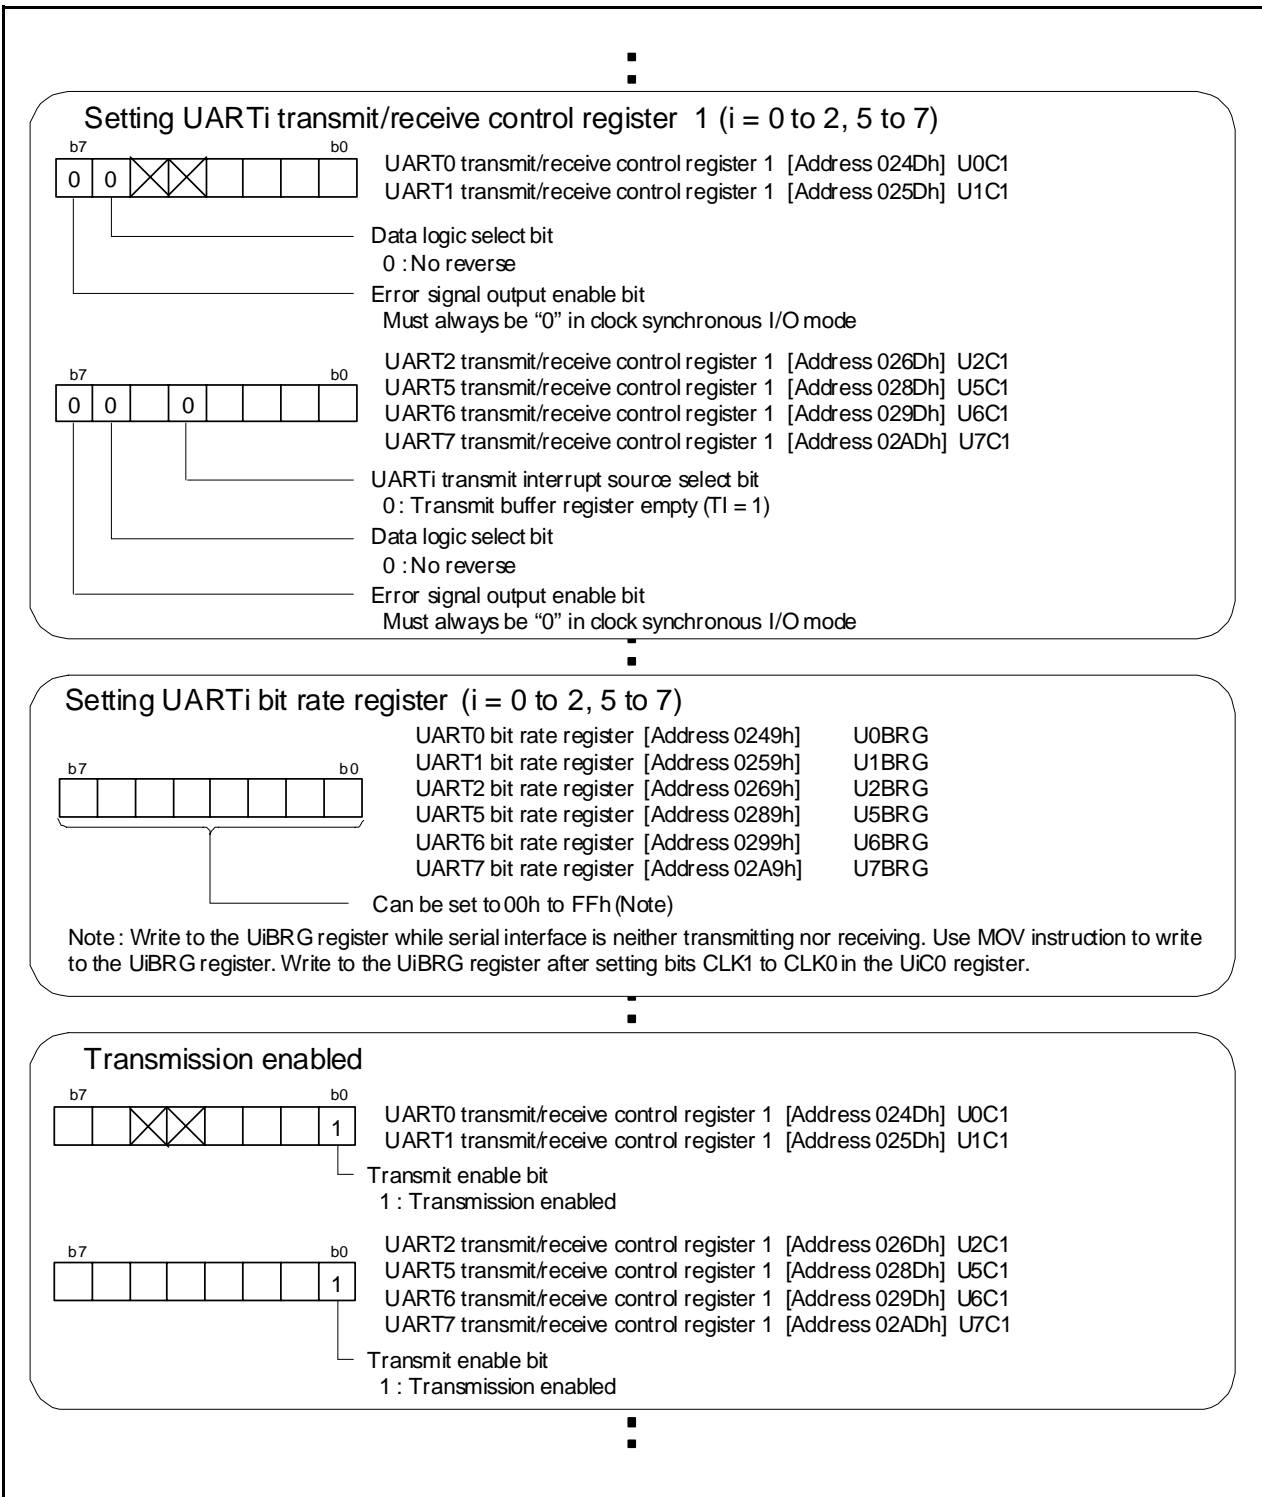 Setting UARTi transmit/receive control register 1 (i = 0 to 2, 5 to 7)
b7 b0
0 0
UART0 transmit/receive control register 1 [Address 024Dh] U0C1
UART1 transmit/receive control register 1 [Address 025Dh] U1C1
Data logic select bit
0 : No reverse
Error signal output enable bit
Must always be “0” in clock synchronous I/O mode
b7 b0
0 0 0
UART2 transmit/receive control register 1 [Address 026Dh] U2C1
UART5 transmit/receive control register 1 [Address 028Dh] U5C1
UART6 transmit/receive control register 1 [Address 029Dh] U6C1
UART7 transmit/receive control register 1 [Address 02ADh] U7C1
UARTi transmit interrupt source select bit
0 : Transmit buffer register empty (TI = 1)
Data logic select bit
0 : No reverse
Error signal output enable bit
Must always be “0” in clock synchronous I/O mode
Setting UARTi bit rate register (i = 0 to 2, 5 to 7)
b7 b0
UART0 bit rate register [Address 0249h] U0BRG
UART1 bit rate register [Address 0259h] U1BRG
UART2 bit rate register [Address 0269h] U2BRG
UART5 bit rate register [Address 0289h] U5BRG
UART6 bit rate register [Address 0299h] U6BRG
UART7 bit rate register [Address 02A9h] U7BRG
Can be set to 00h to FFh (Note)
Note : Write to the UiBRG register while serial interface is neither transmitting nor receiving. Use MOV instruction to write
to the UiBRG register. Write to the UiBRG register after setting bits CLK1 to CLK0 in the UiC0 register.
Transmission enabled
b7 b0
1
UART0 transmit/receive control register 1 [Address 024Dh] U0C1
UART1 transmit/receive control register 1 [Address 025Dh] U1C1
Transmit enable bit
1 : Transmission enabled
b7 b0
1
UART2 transmit/receive control register 1 [Address 026Dh] U2C1
UART5 transmit/receive control register 1 [Address 028Dh] U5C1
UART6 transmit/receive control register 1 [Address 029Dh] U6C1
UART7 transmit/receive control register 1 [Address 02ADh] U7C1
Transmit enable bit
1 : Transmission enabled